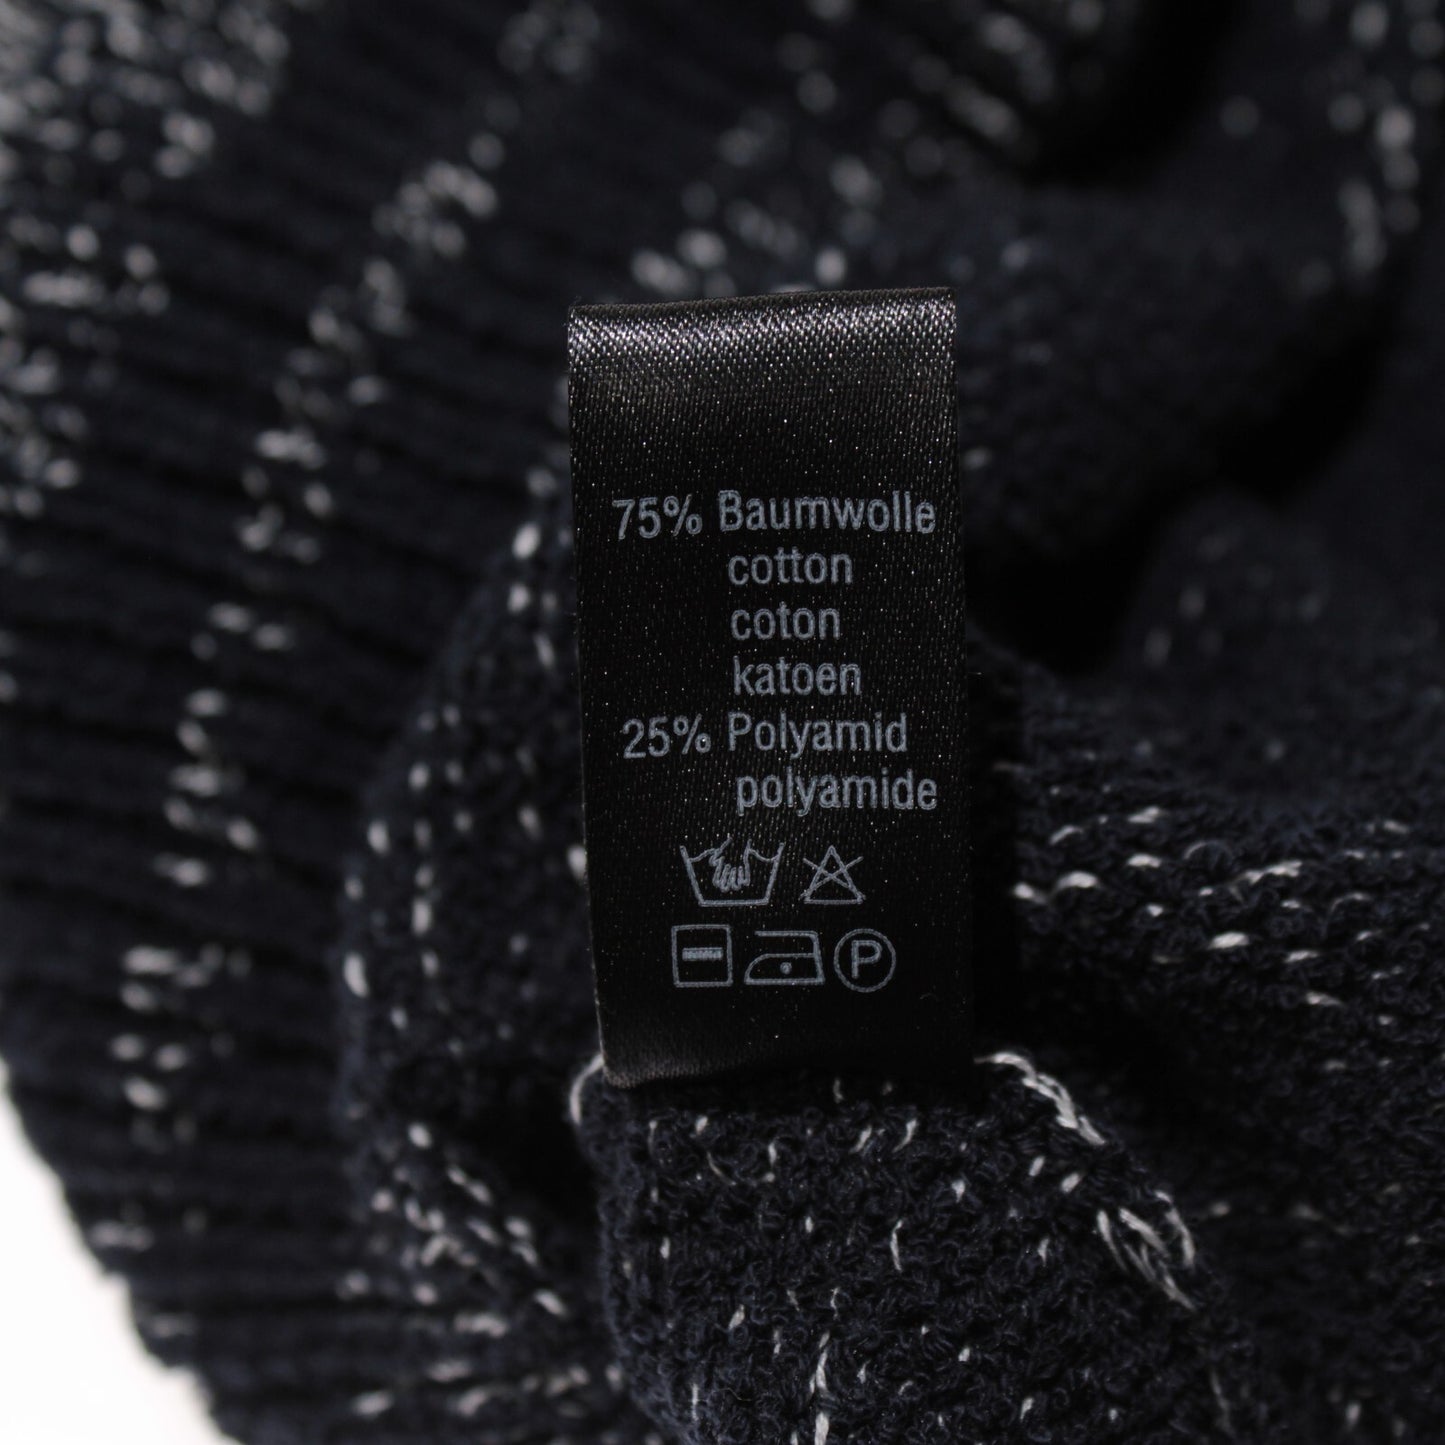 75% Baumwolle
cotton
coton
katoen
25% Polyamid
polyamide
P